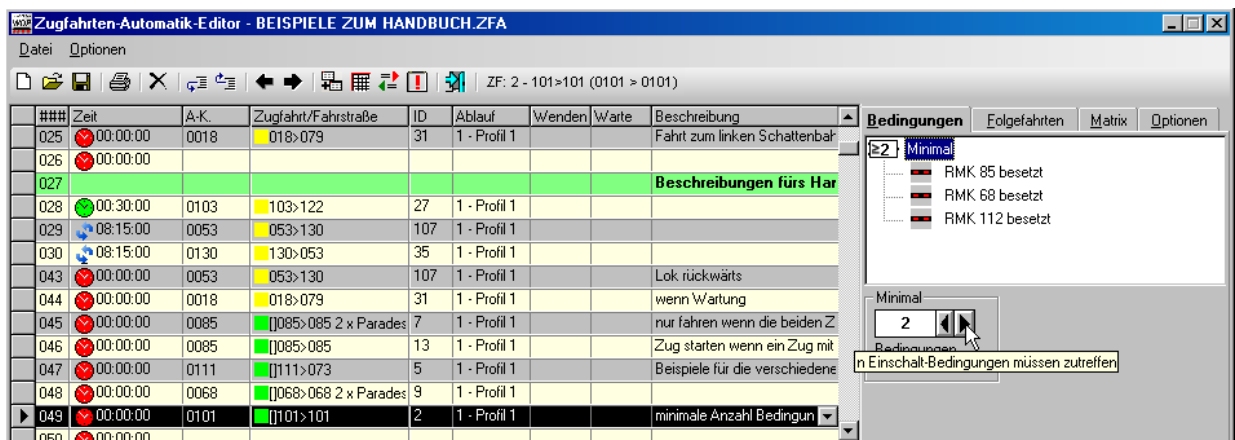 Zugfahrten-Automatik-Editor - BEISPIELE ZUM HANDBUCH.ZFA
Datei Optionen
ZF: 2 - 101>101 (0101 > 0101)
### Zeit A-K. Zugfahrt/Fahrstraße ID Ablauf Wenden Warte Beschreibung
025 00:00:00 0018 018>079 31 1 - Profil 1 Fahrt zum linken Schattenbah
026 00:00:00
027 Beschreibungen fürs Har
028 00:30:00 0103 103>122 27 1 - Profil 1
029 08:15:00 0053 053>130 107 1 - Profil 1
030 08:15:00 0130 130>053 35 1 - Profil 1
043 00:00:00 0053 053>130 107 1 - Profil 1 Lok rückwärts
044 00:00:00 0018 018>079 31 1 - Profil 1 wenn Wartung
045 00:00:00 0085 []085>085 2 x Parades 7 1 - Profil 1 nur fahren wenn die beiden Z
046 00:00:00 0085 []085>085 13 1 - Profil 1 Zug starten wenn ein Zug mit
047 00:00:00 0111 []111>073 5 1 - Profil 1 Beispiele für die verschiedene
048 00:00:00 0068 []068>068 2 x Parades 9 1 - Profil 1
049 00:00:00 0101 []101>101 2 1 - Profil 1 minimale Anzahl Bedingun
050 00:00:00
Bedingungen Folgefahrten Matrix Optionen
≥2 Minimal
RMK 85 besetzt
RMK 68 besetzt
RMK 112 besetzt
Minimal
2
Bedingungen
n Einschalt-Bedingungen müssen zutreffen